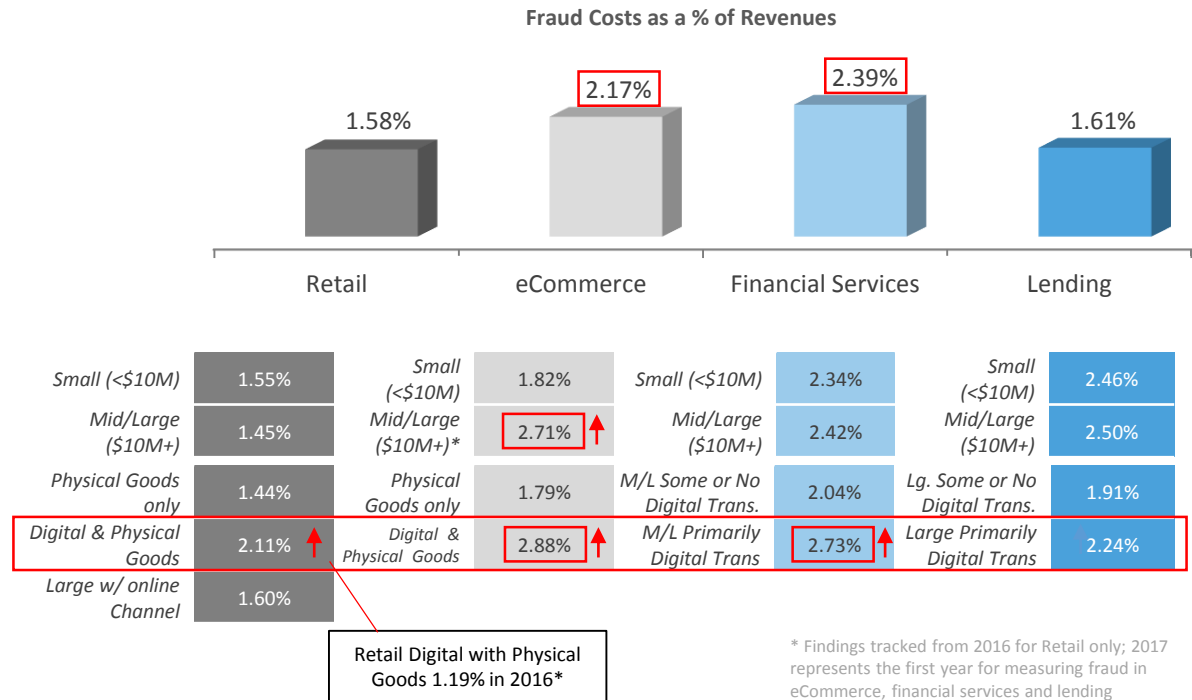 Fraud Costs as a % of Revenues
1.58%
2.17%
2.39%
1.61%
Retail
eCommerce
Financial Services
Lending
Small (<$10M)
1.55%
Mid/Large
($10M+)
1.45%
Physical Goods
only
1.44%
Digital & Physical
Goods
2.11%
Large w/ online
Channel
1.60%
Small
(<$10M)
1.82%
Mid/Large
($10M+)*
2.71%
Physical
Goods only
1.79%
Digital &
Physical Goods
2.88%
Small (<$10M)
2.34%
Mid/Large
($10M+)
2.42%
M/L Some or No
Digital Trans.
2.04%
M/L Primarily
Digital Trans
2.73%
Small
(<$10M)
2.46%
Mid/Large
($10M+)
2.50%
Lg. Some or No
Digital Trans.
1.91%
Large Primarily
Digital Trans
2.24%
Retail Digital with Physical
Goods 1.19% in 2016*
* Findings tracked from 2016 for Retail only; 2017
represents the first year for measuring fraud in
eCommerce, financial services and lending